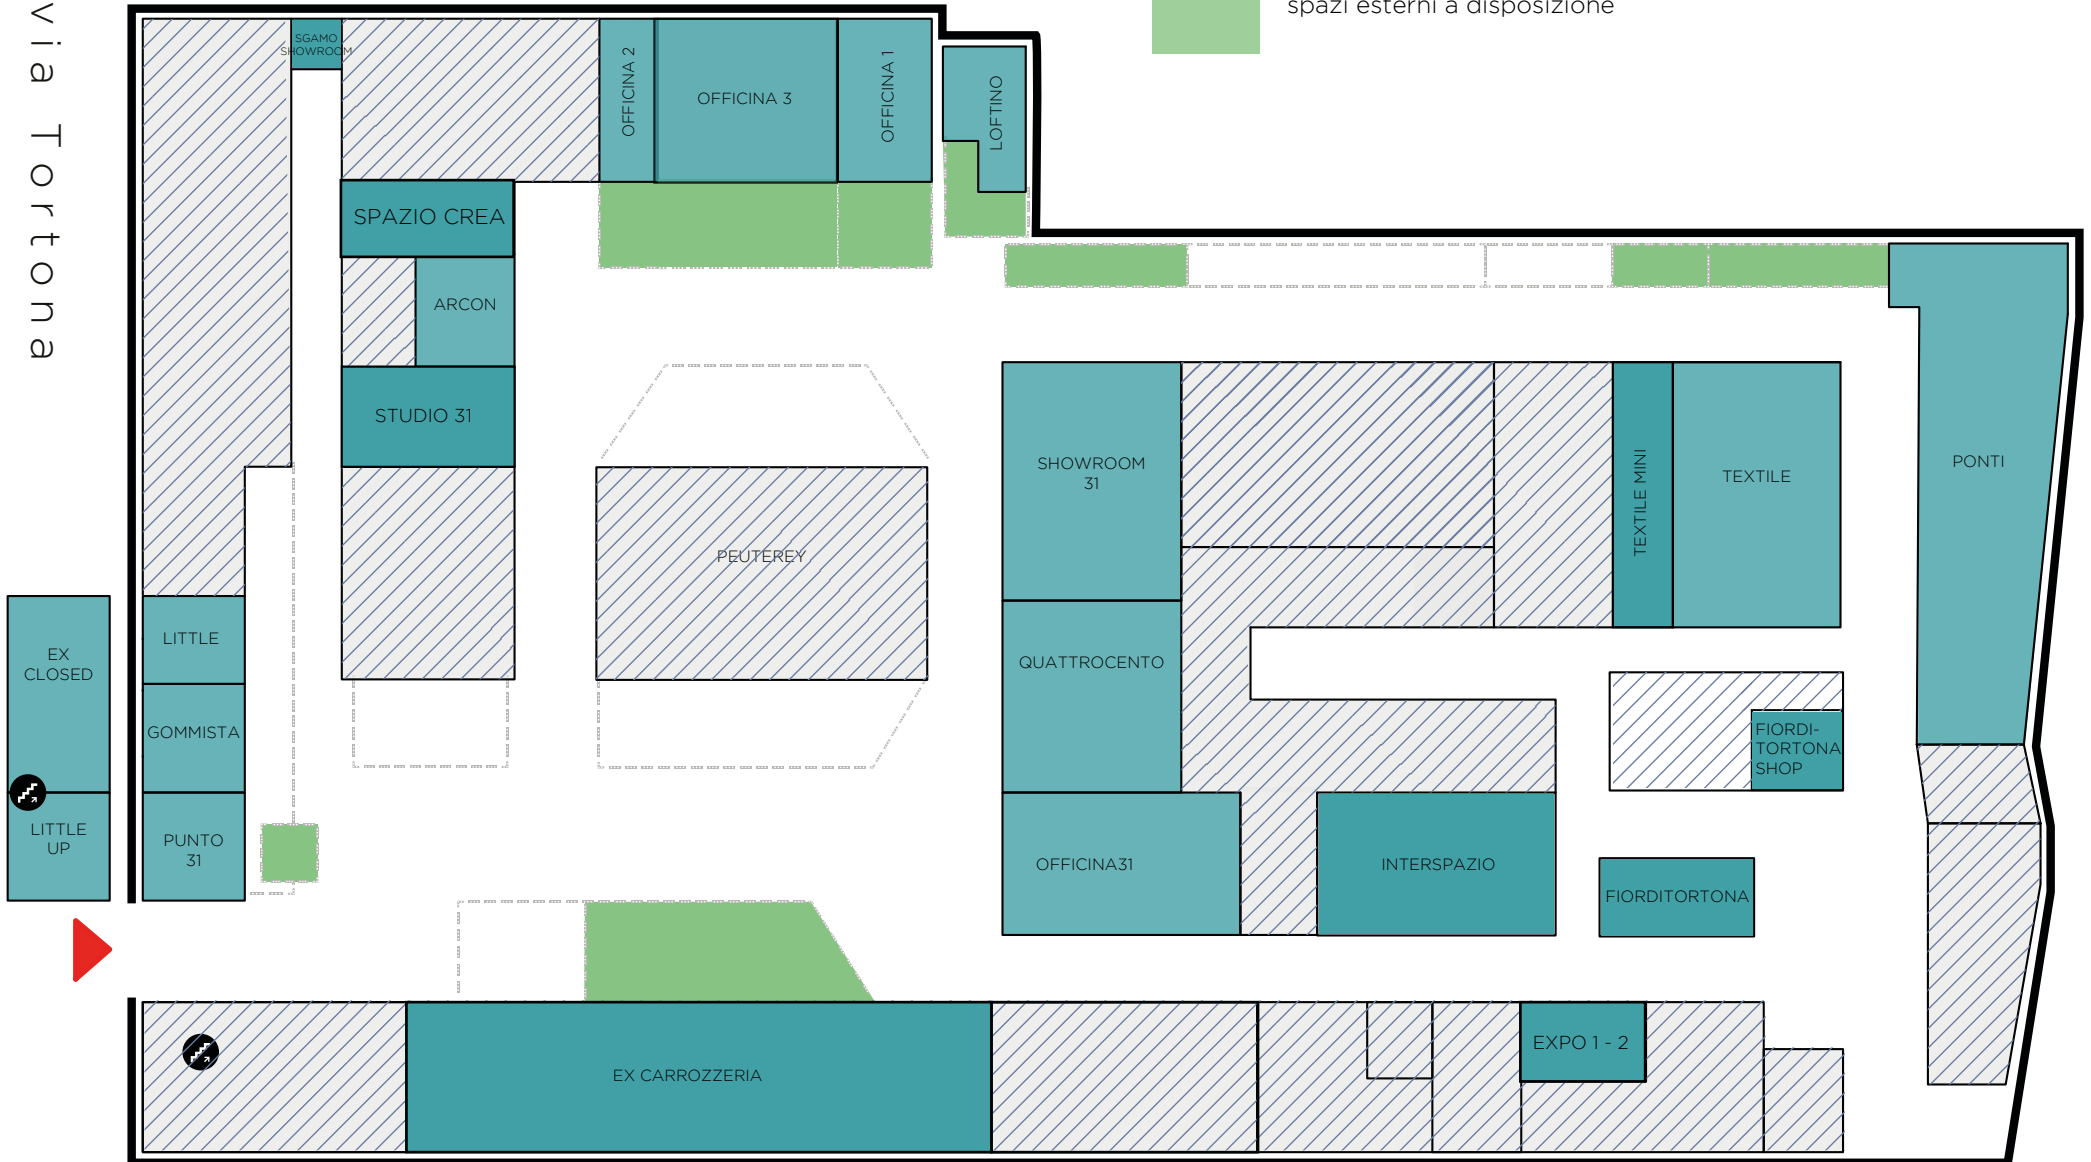 spazi esterni a disposizione
via Tortona
SGAMO
SHOWROOM
OFFICINA 2
OFFICINA 3
OFFICINA 1
LOFTINO
SPAZIO CREA
ARCON
STUDIO 31
PEUTEREY
SHOWROOM
31
TEXTILE MINI
TEXTILE
PONTI
EX
CLOSED
LITTLE
QUATTROCENTO
GOMMISTA
FIORDI-
TORTONA
SHOP
LITTLE
UP
PUNTO
31
OFFICINA31
INTERSPAZIO
FIORDITORTONA
EX CARROZZERIA
EXPO 1 - 2